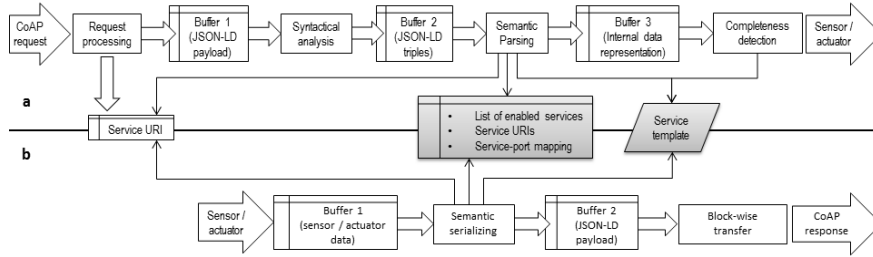 CoAP
request
Request
processing
Buffer 1
(JSON-LD
payload)
Syntactical
analysis
Buffer 2
(JSON-LD
triples)
Semantic
Parsing
Buffer 3
(Internal data
representation)
Completeness
detection
Sensor /
actuator
a
Service URI
• List of enabled services
• Service URIs
• Service-port mapping
Service
template
b
Sensor /
actuator
Buffer 1
(sensor / actuator
data)
Semantic
serializing
Buffer 2
(JSON-LD
payload)
Block-wise
transfer
CoAP
response